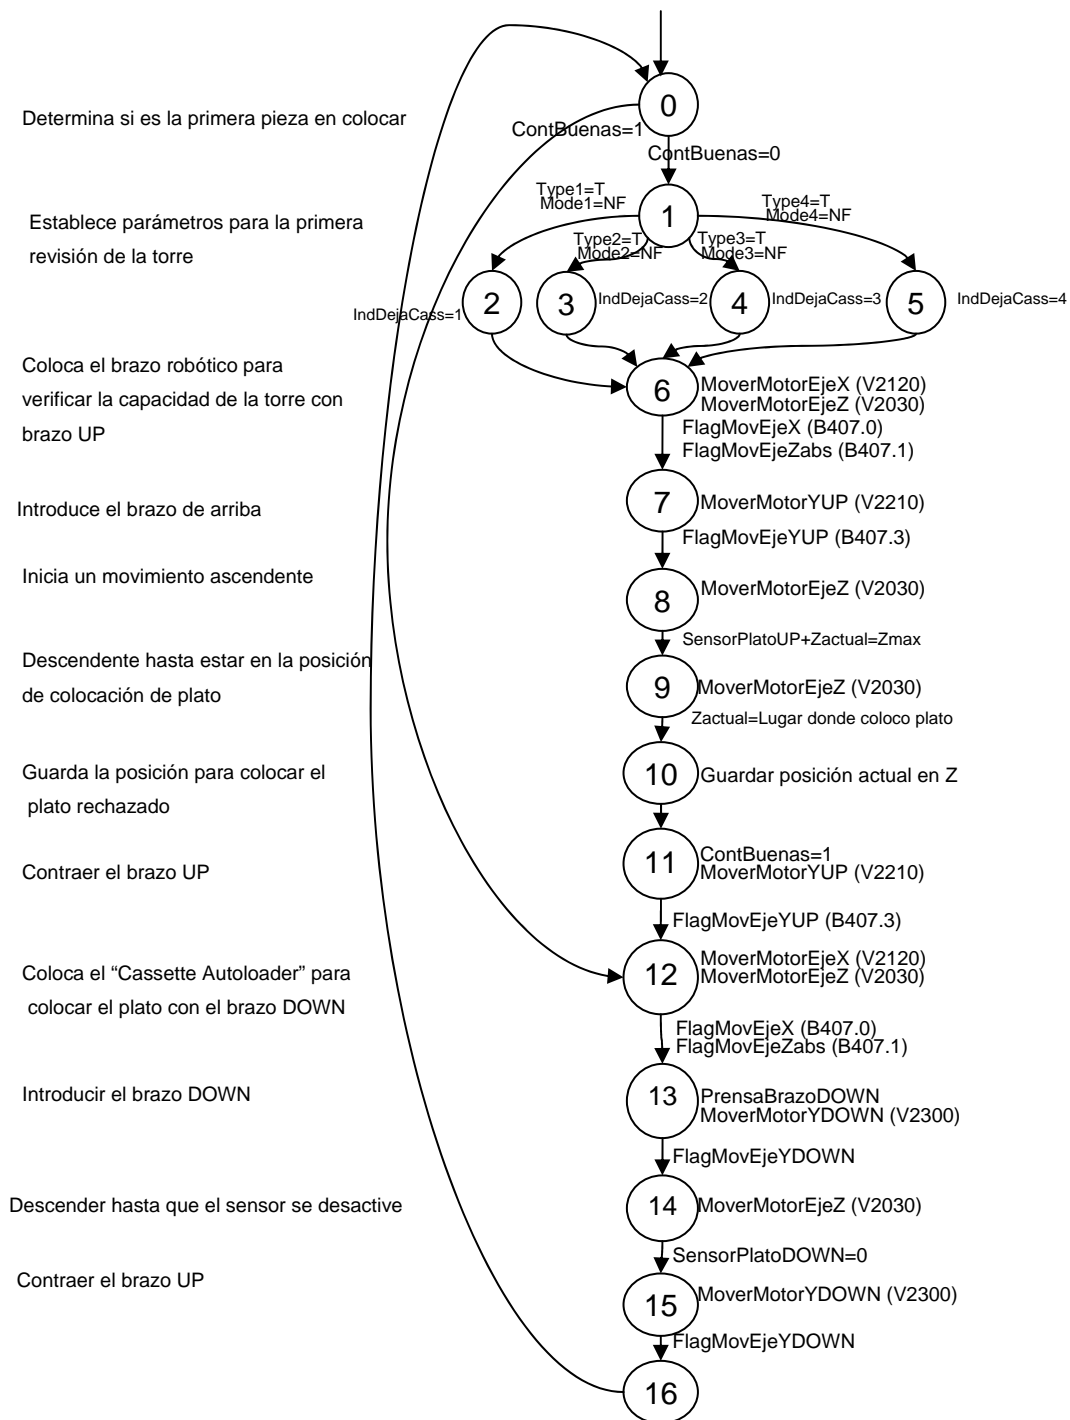 0
Determina si es la primera pieza en colocar
ContBuenas=1
ContBuenas=0
Type1=T
Mode1=NF
Type4=T
Mode4=NF
1
Establece parámetros para la primera
revisión de la torre
Type2=T
Mode2=NF
Type3=T
Mode3=NF
2
3
4
5
IndDejaCass=1
IndDejaCass=2
IndDejaCass=3
IndDejaCass=4
Coloca el brazo robótico para
verificar la capacidad de la torre con
brazo UP
6
MoverMotorEjeX (V2120)
MoverMotorEjeZ (V2030)
FlagMovEjeX (B407.0)
FlagMovEjeZabs (B407.1)
Introduce el brazo de arriba
7
MoverMotorYUP (V2210)
FlagMovEjeYUP (B407.3)
Inicia un movimiento ascendente
8
MoverMotorEjeZ (V2030)
SensorPlatoUP+Zactual=Zmax
Descendente hasta estar en la posición
de colocación de plato
9
MoverMotorEjeZ (V2030)
Zactual=Lugar donde coloco plato
Guarda la posición para colocar el
plato rechazado
10
Guardar posición actual en Z
Contraer el brazo UP
11
ContBuenas=1
MoverMotorYUP (V2210)
FlagMovEjeYUP (B407.3)
Coloca el “Cassette Autoloader” para
colocar el plato con el brazo DOWN
12
MoverMotorEjeX (V2120)
MoverMotorEjeZ (V2030)
FlagMovEjeX (B407.0)
FlagMovEjeZabs (B407.1)
Introducir el brazo DOWN
13
PrensaBrazoDOWN
MoverMotorYDOWN (V2300)
FlagMovEjeYDOWN
Descender hasta que el sensor se desactive
14
MoverMotorEjeZ (V2030)
SensorPlatoDOWN=0
Contraer el brazo UP
15
MoverMotorYDOWN (V2300)
FlagMovEjeYDOWN
16